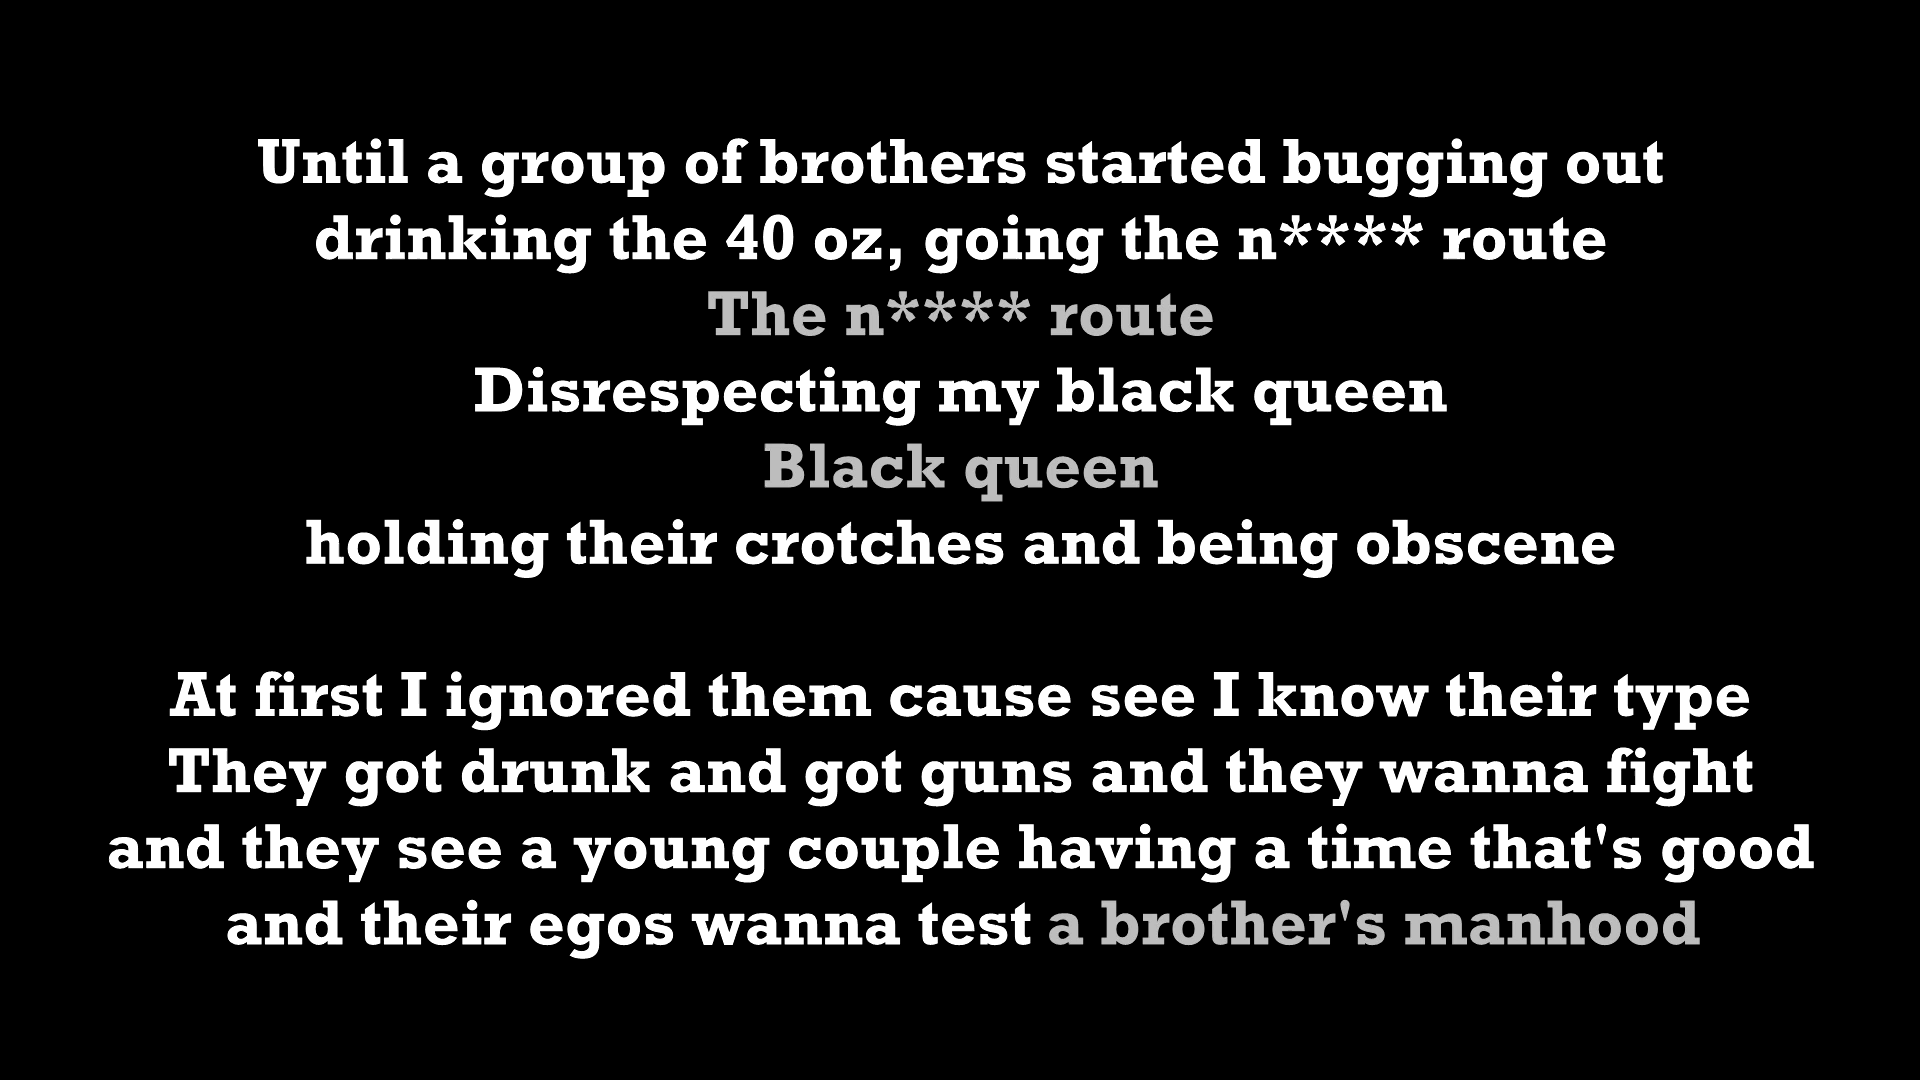 Until a group of brothers started bugging out
drinking the 40 oz, going the n**** route
The n**** route
Disrespecting my black queen
Black queen
holding their crotches and being obscene
At first I ignored them cause see I know their type
They got drunk and got guns and they wanna fight
and they see a young couple having a time that's good
and their egos wanna test a brother's manhood